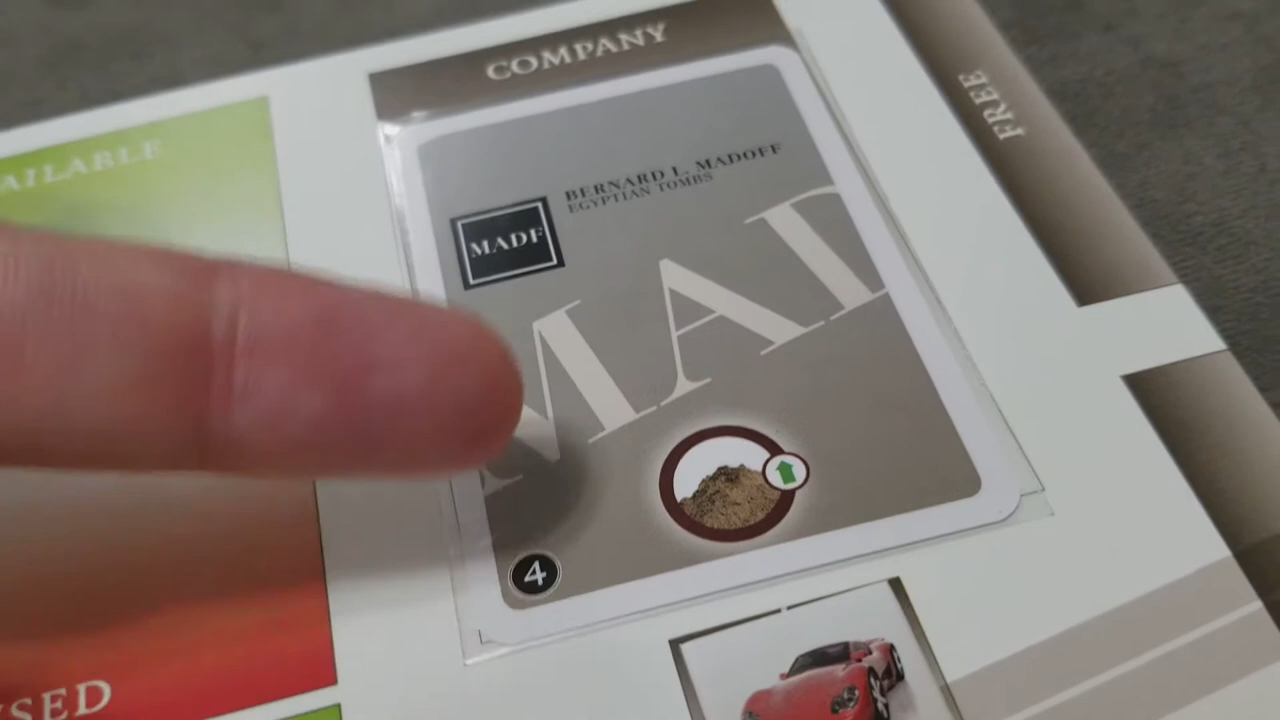 COMPANY
FREE
AILABLE
BERNARD L. MADOFF
EGYPTIAN TOMBS
MADF
MAD
4
SED